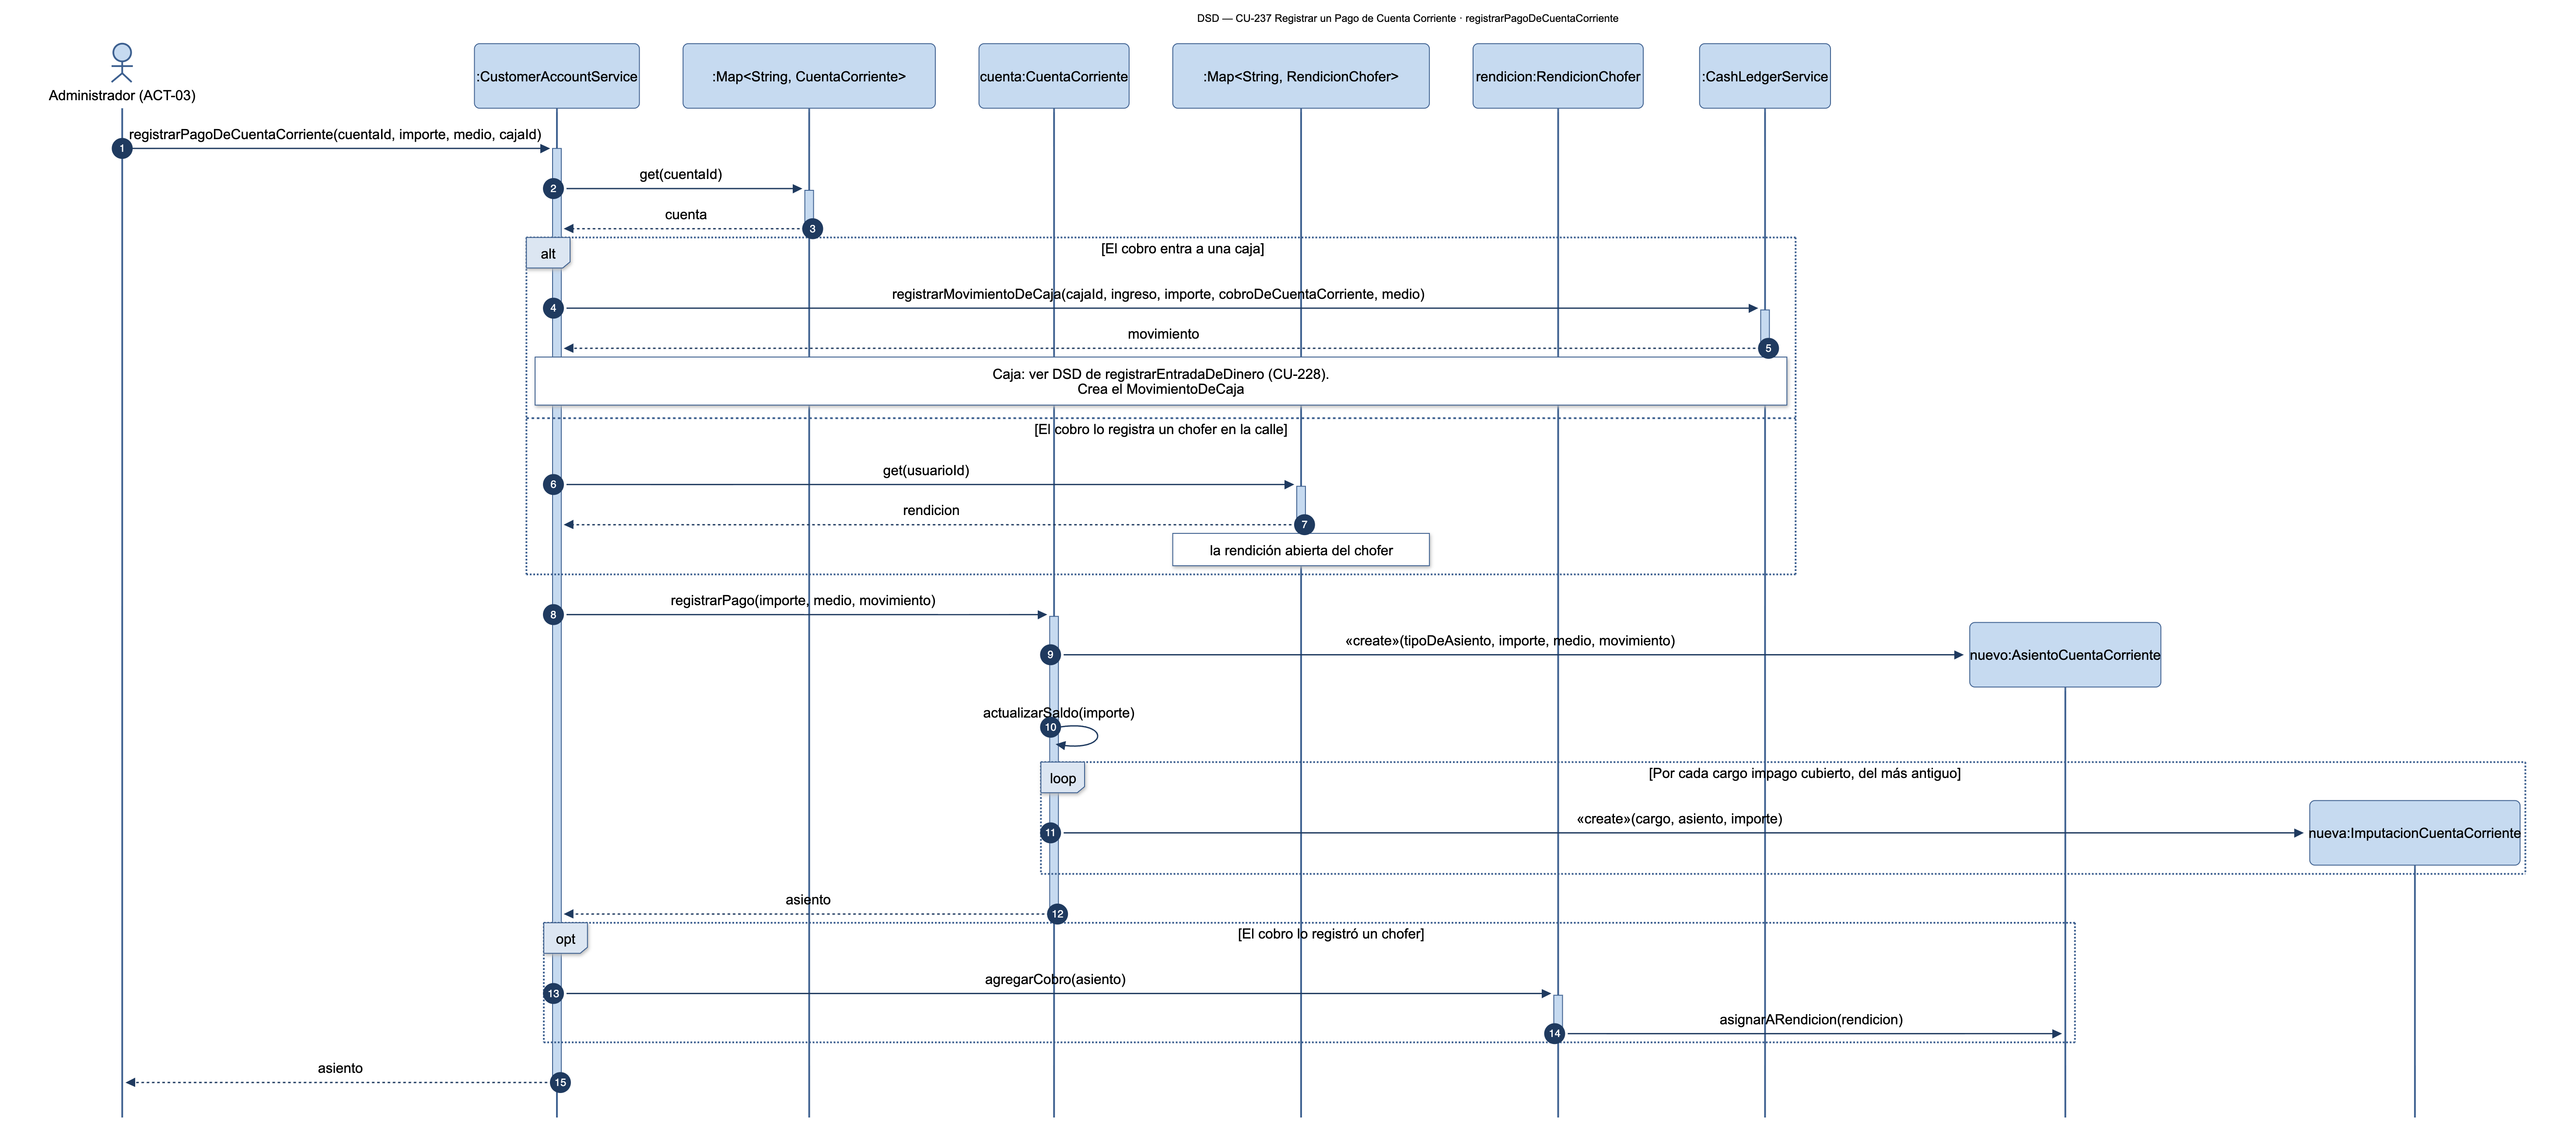 DSD — CU-237 Registrar un Pago de Cuenta Corriente · registrarPagoDeCuentaCorriente
Administrador (ACT-03)
:CustomerAccountService
:Map<String, CuentaCorriente>
cuenta:CuentaCorriente
:Map<String, RendicionChofer>
rendicion:RendicionChofer
:CashLedgerService
registrarPagoDeCuentaCorriente(cuentaId, importe, medio, cajaId)
1
get(cuentaId)
2
cuenta
3
alt
[El cobro entra a una caja]
registrarMovimientoDeCaja(cajaId, ingreso, importe, cobroDeCuentaCorriente, medio)
4
movimiento
5
Caja: ver DSD de registrarEntradaDeDinero (CU-228).
Crea el MovimientoDeCaja
[El cobro lo registra un chofer en la calle]
get(usuarioId)
6
rendicion
7
la rendición abierta del chofer
registrarPago(importe, medio, movimiento)
8
«create»(tipoDeAsiento, importe, medio, movimiento)
9
nuevo:AsientoCuentaCorriente
actualizarSaldo(importe)
10
loop
[Por cada cargo impago cubierto, del más antiguo]
«create»(cargo, asiento, importe)
11
nueva:ImputacionCuentaCorriente
asiento
12
opt
[El cobro lo registró un chofer]
agregarCobro(asiento)
13
asignarARendicion(rendicion)
14
asiento
15